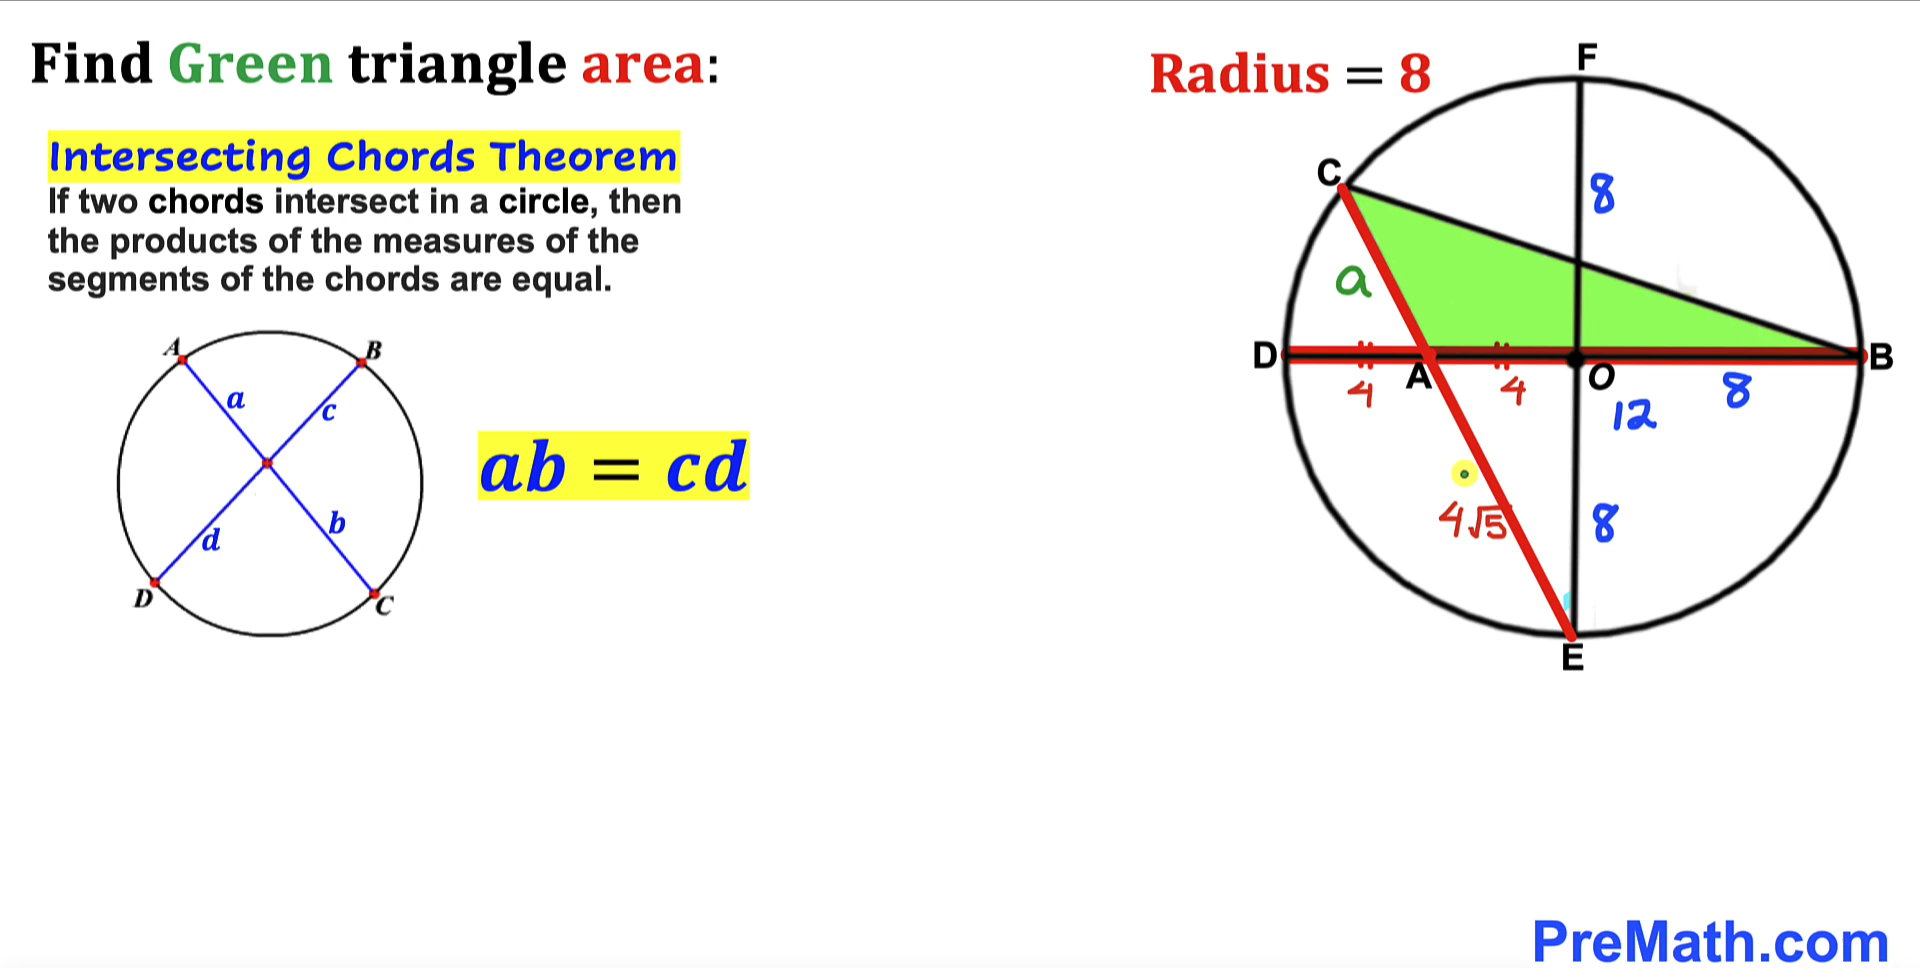 Find Green triangle area:
Intersecting Chords Theorem
If two chords intersect in a circle, then
the products of the measures of the
segments of the chords are equal.
A
B
a
c
d
b
D
C
ab = cd
Radius = 8
F
C
8
a
D
A
O
B
4
4
12
8
4√5
8
E
PreMath.com